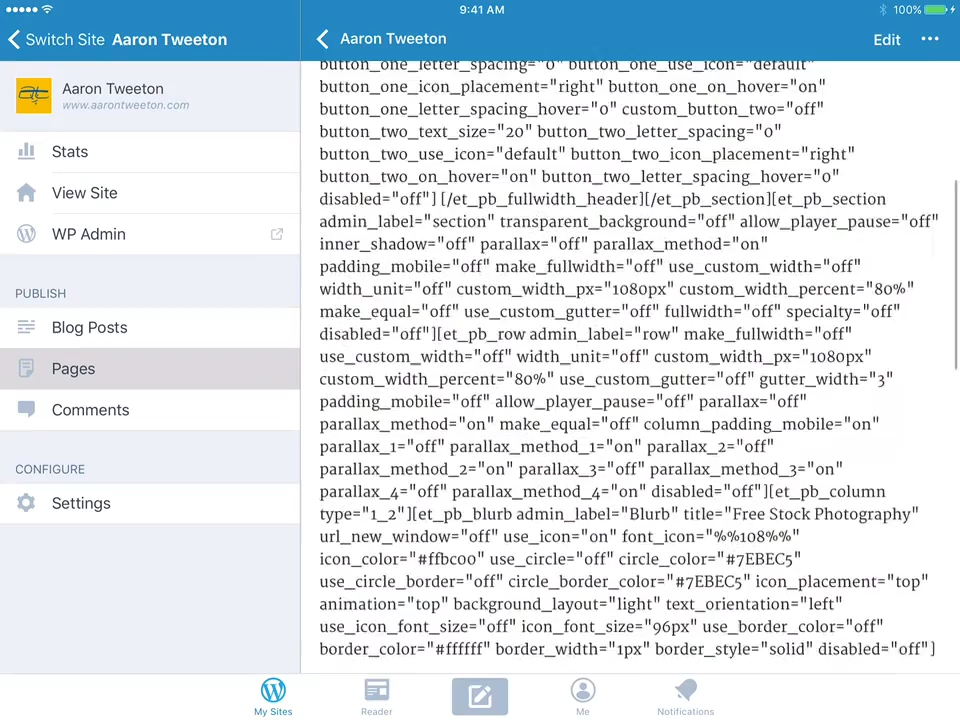 9:41 AM
100%
Switch Site Aaron Tweeton
Aaron Tweeton
Edit
Aaron Tweeton
www.aarontweeton.com
Stats
View Site
WP Admin
PUBLISH
Blog Posts
Pages
Comments
CONFIGURE
Settings
button_one_letter_spacing="0" button_one_use_icon="default"
button_one_icon_placement="right" button_one_on_hover="on"
button_one_letter_spacing_hover="0" custom_button_two="off"
button_two_text_size="20" button_two_letter_spacing="0"
button_two_use_icon="default" button_two_icon_placement="right"
button_two_on_hover="on" button_two_letter_spacing_hover="0"
disabled="off"] [/et_pb_fullwidth_header][/et_pb_section][et_pb_section
admin_label="section" transparent_background="off" allow_player_pause="off"
inner_shadow="off" parallax="off" parallax_method="on"
padding_mobile="off" make_fullwidth="off" use_custom_width="off"
width_unit="off" custom_width_px="1080px" custom_width_percent="80%"
make_equal="off" use_custom_gutter="off" fullwidth="off" specialty="off"
disabled="off"][et_pb_row admin_label="row" make_fullwidth="off"
use_custom_width="off" width_unit="off" custom_width_px="1080px"
custom_width_percent="80%" use_custom_gutter="off" gutter_width="3"
padding_mobile="off" allow_player_pause="off" parallax="off"
parallax_method="on" make_equal="off" column_padding_mobile="on"
parallax_1="off" parallax_method_1="on" parallax_2="off"
parallax_method_2="on" parallax_3="off" parallax_method_3="on"
parallax_4="off" parallax_method_4="on" disabled="off"][et_pb_column
type="1_2"][et_pb_blurb admin_label="Blurb" title="Free Stock Photography"
url_new_window="off" use_icon="on" font_icon="%%108%%"
icon_color="#ffbc00" use_circle="off" circle_color="#7EBEC5"
use_circle_border="off" circle_border_color="#7EBEC5" icon_placement="top"
animation="top" background_layout="light" text_orientation="left"
use_icon_font_size="off" icon_font_size="96px" use_border_color="off"
border_color="#ffffff" border_width="1px" border_style="solid" disabled="off"]
My Sites
Reader
Me
Notifications